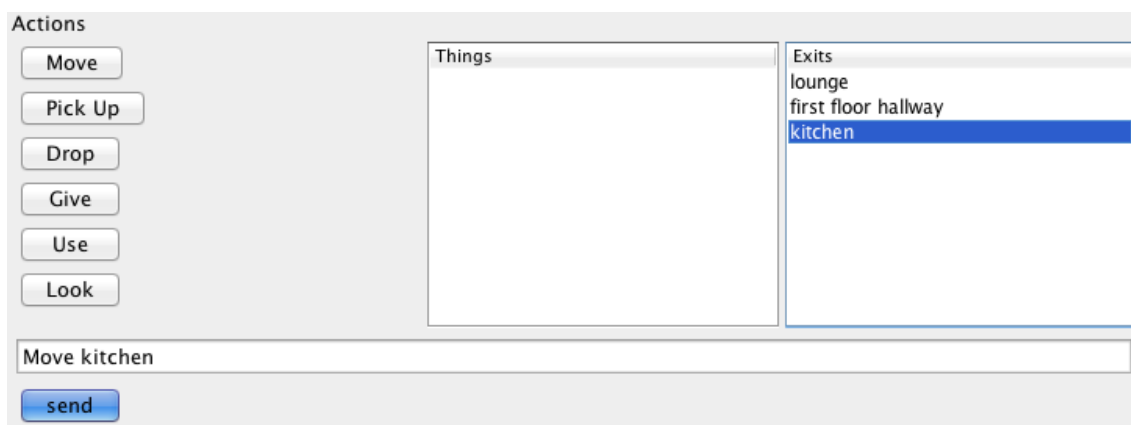 Actions
Move
Pick Up
Drop
Give
Use
Look
Things
Exits
lounge
first floor hallway
kitchen
Move kitchen
send